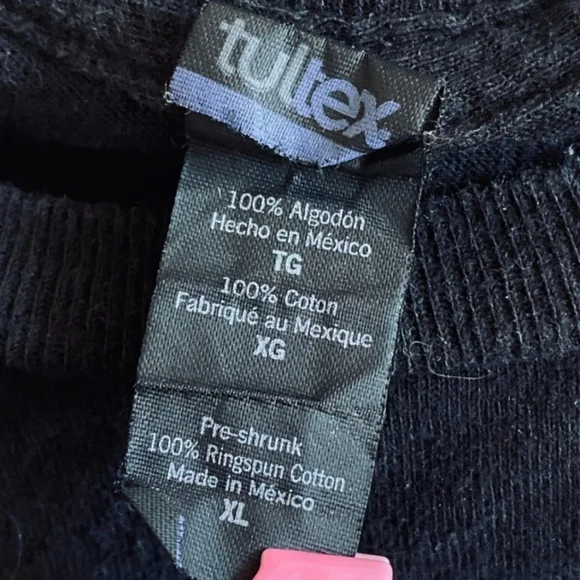 tultex
100% Algodón
Hecho en México
TG
100% Coton
Fabriqué au Mexique
XG
Pre-shrunk
100% Ringspun Cotton
Made in México
XL